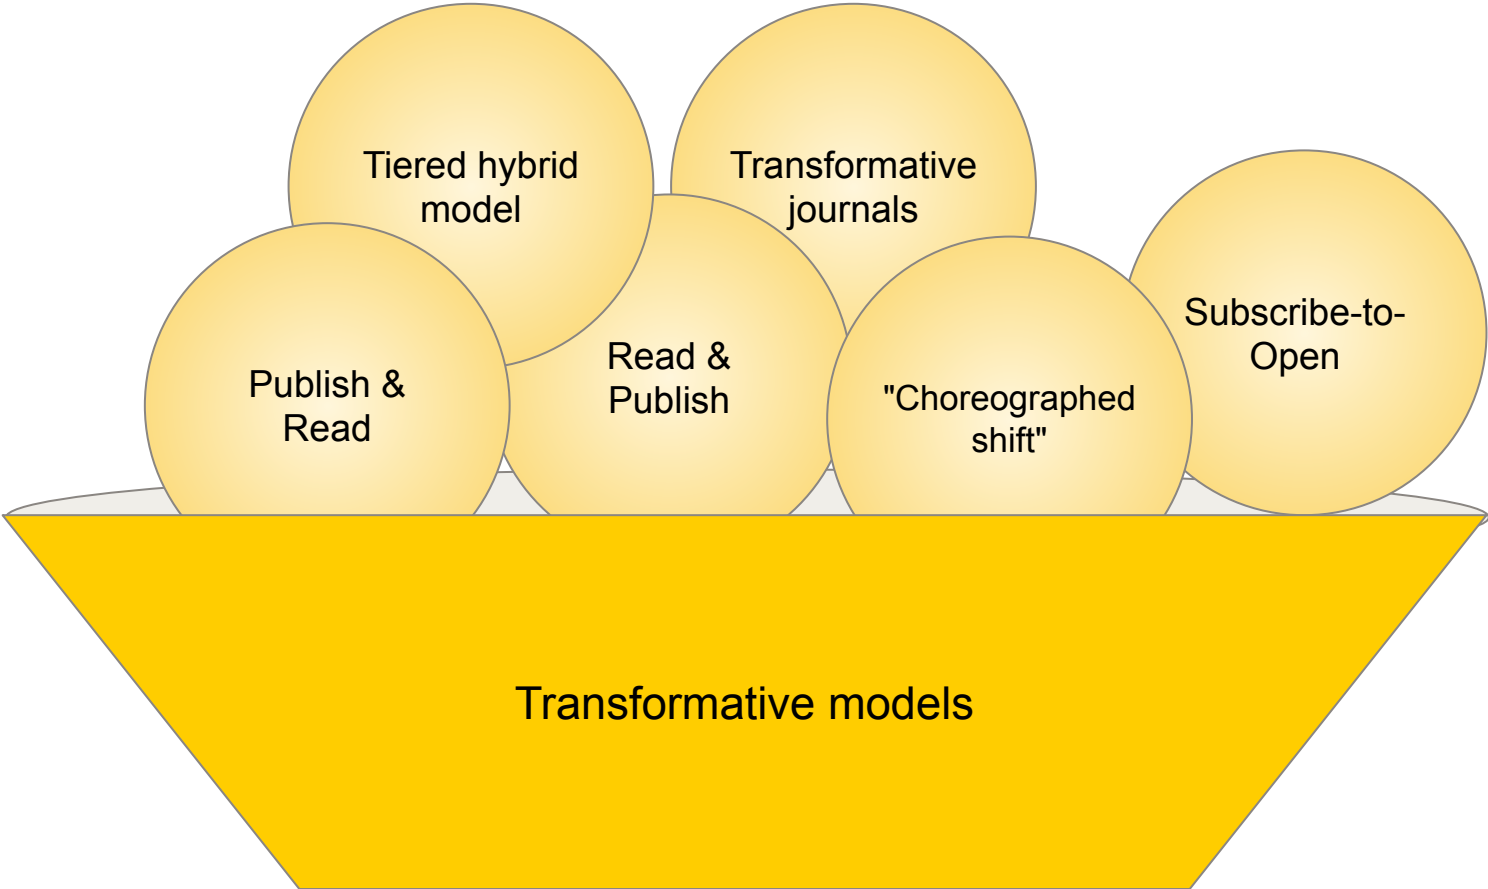 Tiered hybrid
model
Transformative
journals
Subscribe-to-
Open
Read &
Publish
Publish &
Read
"Choreographed
shift"
Transformative models